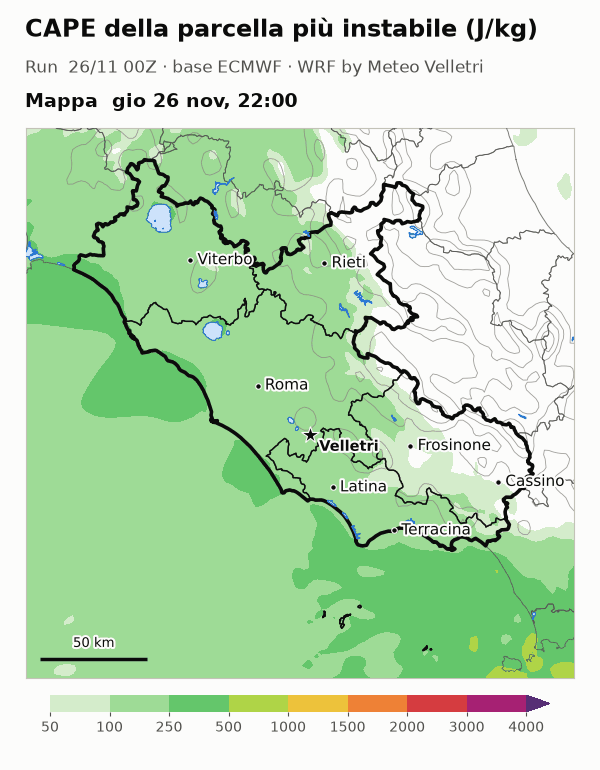 CAPE della parcella più instabile (J/kg)
Run  26/11 00Z · base ECMWF · WRF by Meteo Velletri
Mappa  gio 26 nov, 22:00
Viterbo
Rieti
Roma
Velletri
Frosinone
Latina
Cassino
Terracina
50 km
50 100 250 500 1000 1500 2000 3000 4000